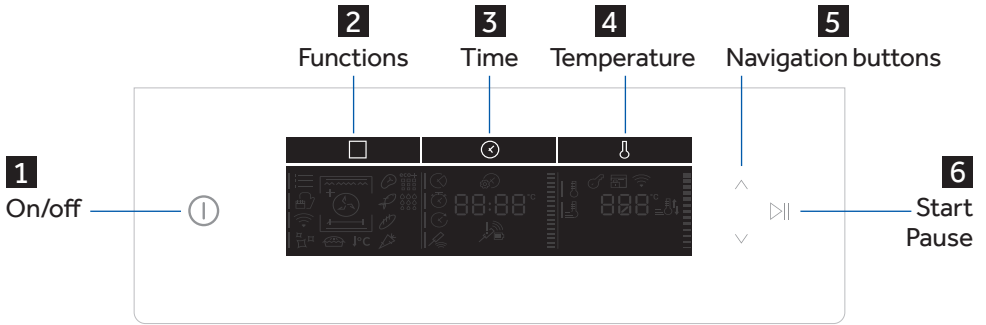 2 3 4 5
Functions Time Temperature Navigation buttons
1 6
On/off Start
Pause
88:88 °C 888 °C
°C